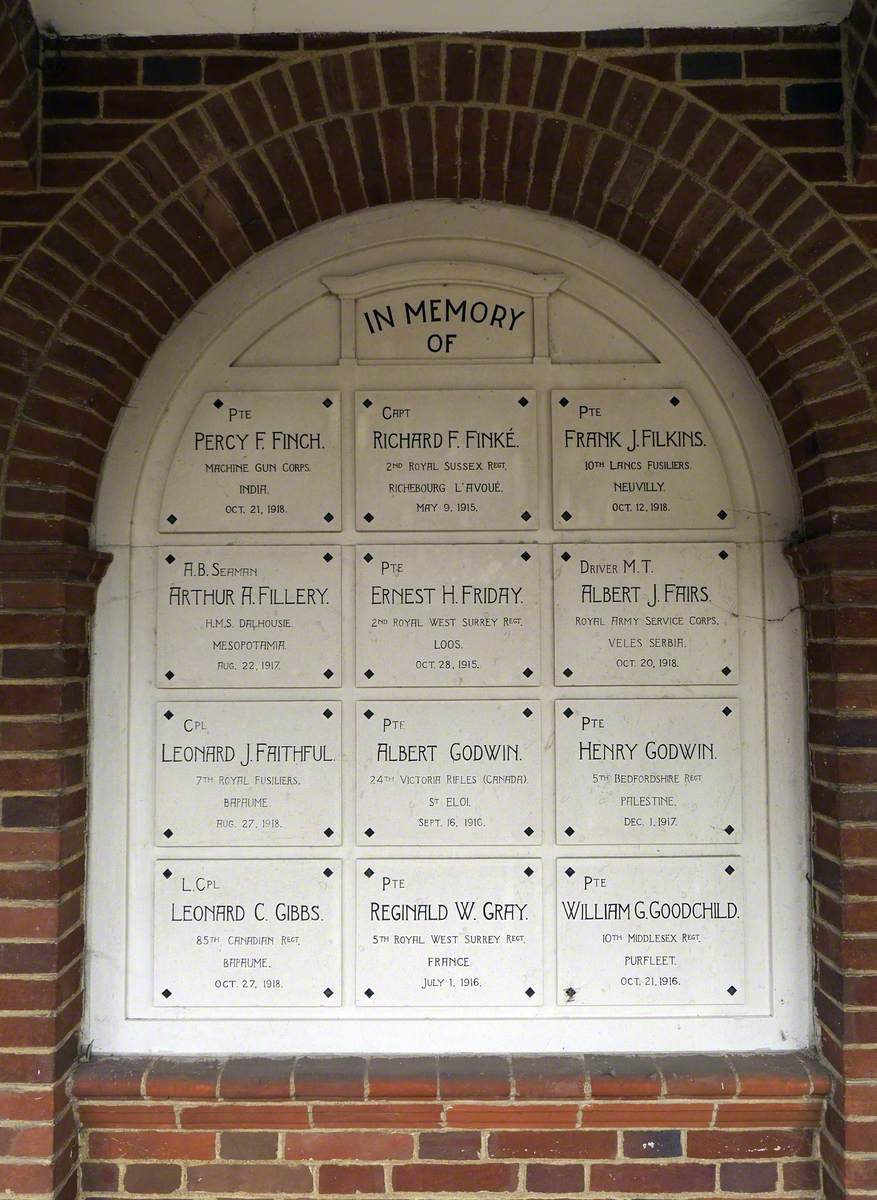 IN MEMORY
OF
PTE
PERCY F. FINCH.
MACHINE GUN CORPS.
INDIA.
OCT. 21, 1918.
CAPT
RICHARD F. FINKÉ.
2ND ROYAL SUSSEX REGT.
RICHEBOURG L'AVOUÉ.
MAY 9, 1915.
PTE
FRANK J. FILKINS.
10TH LANCS FUSILIERS.
NEUVILLY.
OCT. 12, 1918.
A.B. SEAMAN
ARTHUR A. FILLERY.
H.M.S. DALHOUSIE.
MESOPOTAMIA.
AUG. 22, 1917.
PTE
ERNEST H. FRIDAY.
2ND ROYAL WEST SURREY REGT.
LOOS.
OCT. 28, 1915.
DRIVER M.T.
ALBERT J. FAIRS.
ROYAL ARMY SERVICE CORPS.
VELES SERBIA.
OCT. 20, 1918.
CPL
LEONARD J. FAITHFUL.
7TH ROYAL FUSILIERS.
BAPAUME.
AUG. 27, 1918.
PTE
ALBERT GODWIN.
24TH VICTORIA RIFLES (CANADA).
ST ELOI.
SEPT. 16, 1916.
PTE
HENRY GODWIN.
5TH BEDFORDSHIRE REGT.
PALESTINE.
DEC. 1, 1917.
L. CPL
LEONARD C. GIBBS.
85TH CANADIAN REGT.
BAPAUME.
OCT. 27, 1918.
PTE
REGINALD W. GRAY.
5TH ROYAL WEST SURREY REGT.
FRANCE.
JULY 1, 1916.
PTE
WILLIAM G. GOODCHILD.
10TH MIDDLESEX REGT.
PURFLEET.
OCT. 21, 1916.